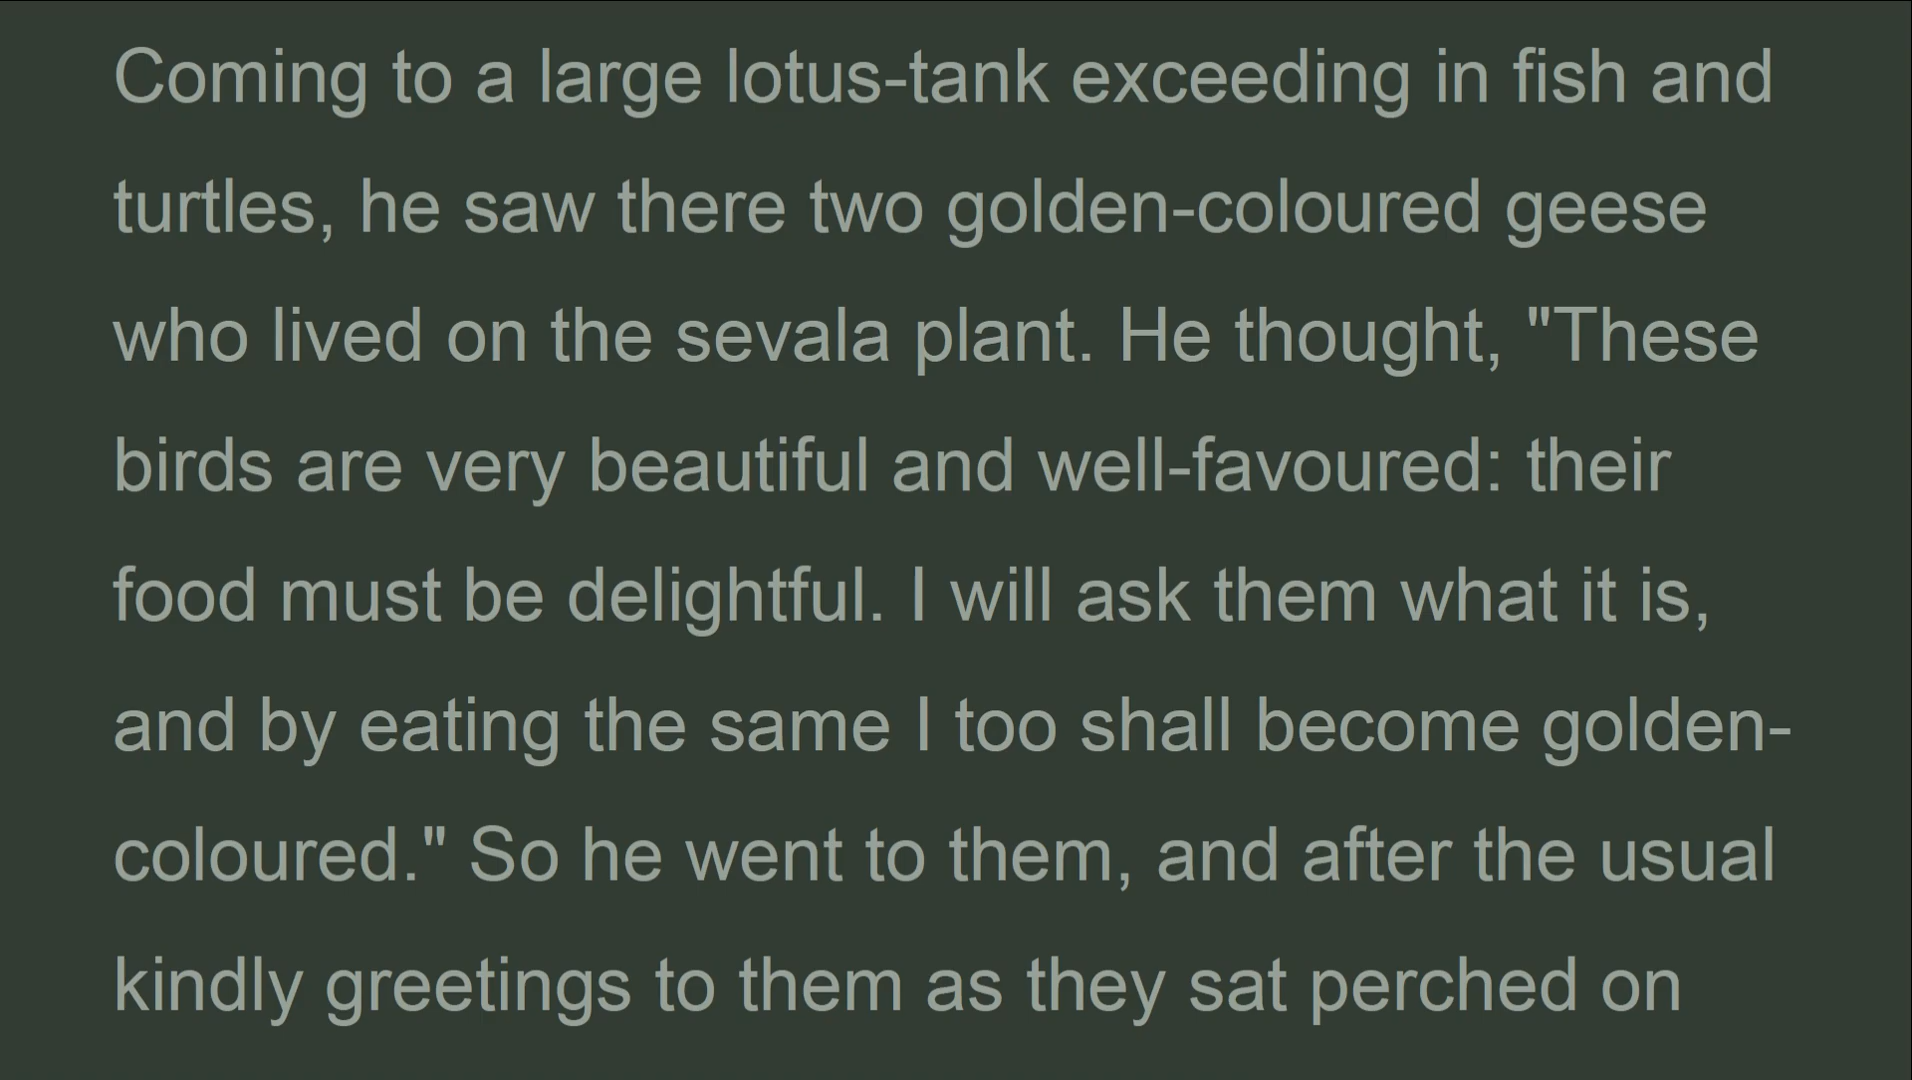 Coming to a large lotus-tank exceeding in fish and
turtles, he saw there two golden-coloured geese
who lived on the sevala plant. He thought, "These
birds are very beautiful and well-favoured: their
food must be delightful. I will ask them what it is,
and by eating the same I too shall become golden-
coloured." So he went to them, and after the usual
kindly greetings to them as they sat perched on